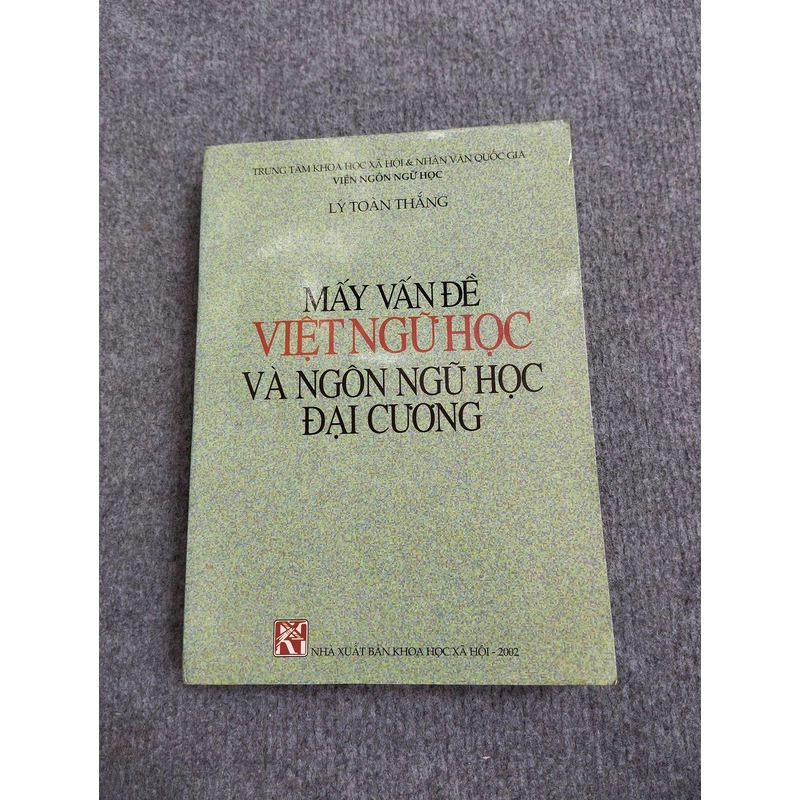 TRUNG TÂM KHOA HỌC XÃ HỘI & NHÂN VĂN QUỐC GIA
VIỆN NGÔN NGỮ HỌC
LÝ TOÀN THẮNG
MẤY VẤN ĐỀ
VIỆT NGỮ HỌC
VÀ NGÔN NGỮ HỌC
ĐẠI CƯƠNG
NHÀ XUẤT BẢN KHOA HỌC XÃ HỘI - 2002